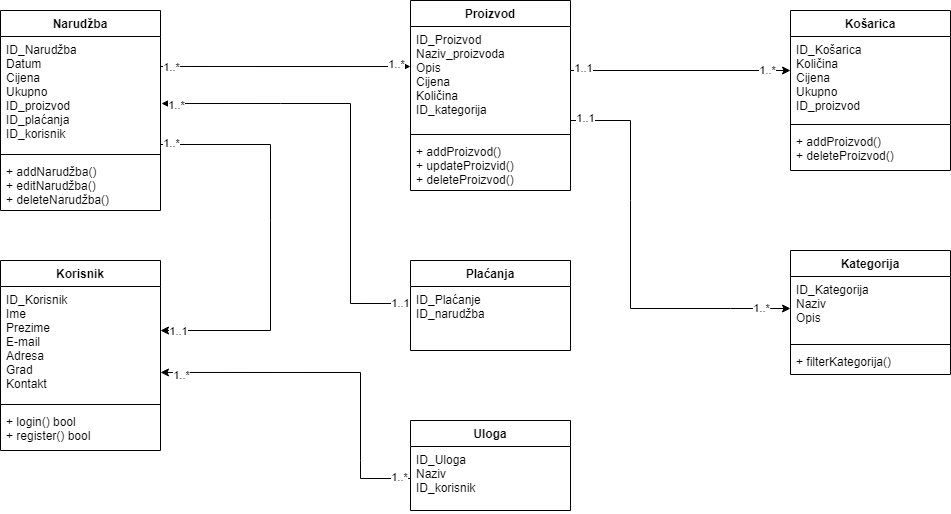 Narudžba
ID_Narudžba
Datum
Cijena
Ukupno
ID_proizvod
ID_plaćanja
ID_korisnik
+ addNarudžba()
+ editNarudžba()
+ deleteNarudžba()
1..*
1..*
1..*
1..*
Proizvod
ID_Proizvod
Naziv_proizvoda
Opis
Cijena
Količina
ID_kategorija
+ addProizvod()
+ updateProizvid()
+ deleteProizvod()
1..1
1..*
1..1
1..*
Košarica
ID_Košarica
Količina
Cijena
Ukupno
ID_proizvod
+ addProizvod()
+ deleteProizvod()
Korisnik
ID_Korisnik
Ime
Prezime
E-mail
Adresa
Grad
Kontakt
+ login() bool
+ register() bool
1..1
1..*
1..1
1..*
Plaćanja
ID_Plaćanje
ID_narudžba
Kategorija
ID_Kategorija
Naziv
Opis
+ filterKategorija()
Uloga
ID_Uloga
Naziv
ID_korisnik